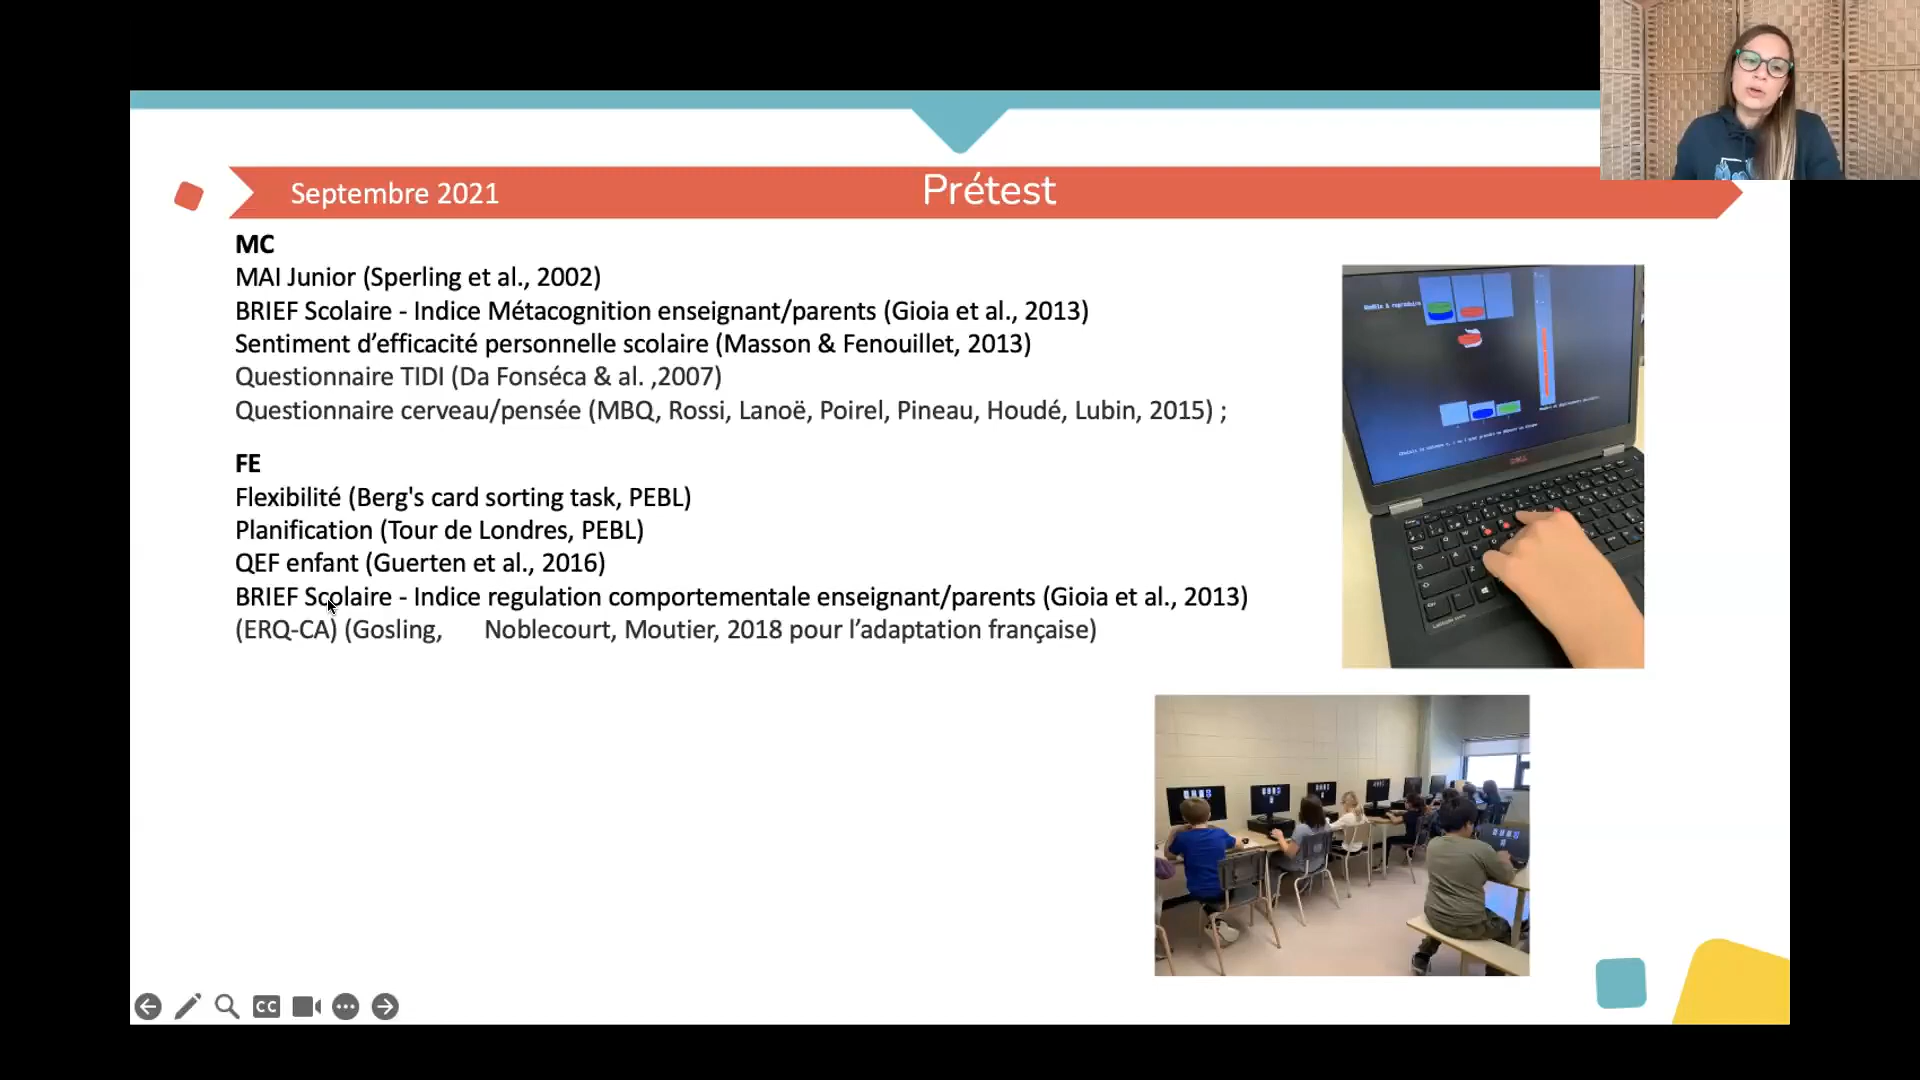 Septembre 2021
Prétest
MC
MAI Junior (Sperling et al., 2002)
BRIEF Scolaire - Indice Métacognition enseignant/parents (Gioia et al., 2013)
Sentiment d’efficacité personnelle scolaire (Masson & Fenouillet, 2013)
Questionnaire TIDI (Da Fonséca & al. ,2007)
Questionnaire cerveau/pensée (MBQ, Rossi, Lanoë, Poirel, Pineau, Houdé, Lubin, 2015) ;
FE
Flexibilité (Berg's card sorting task, PEBL)
Planification (Tour de Londres, PEBL)
QEF enfant (Guerten et al., 2016)
BRIEF Scolaire - Indice regulation comportementale enseignant/parents (Gioia et al., 2013)
(ERQ-CA) (Gosling, Noblecourt, Moutier, 2018 pour l’adaptation française)
DELL
CC